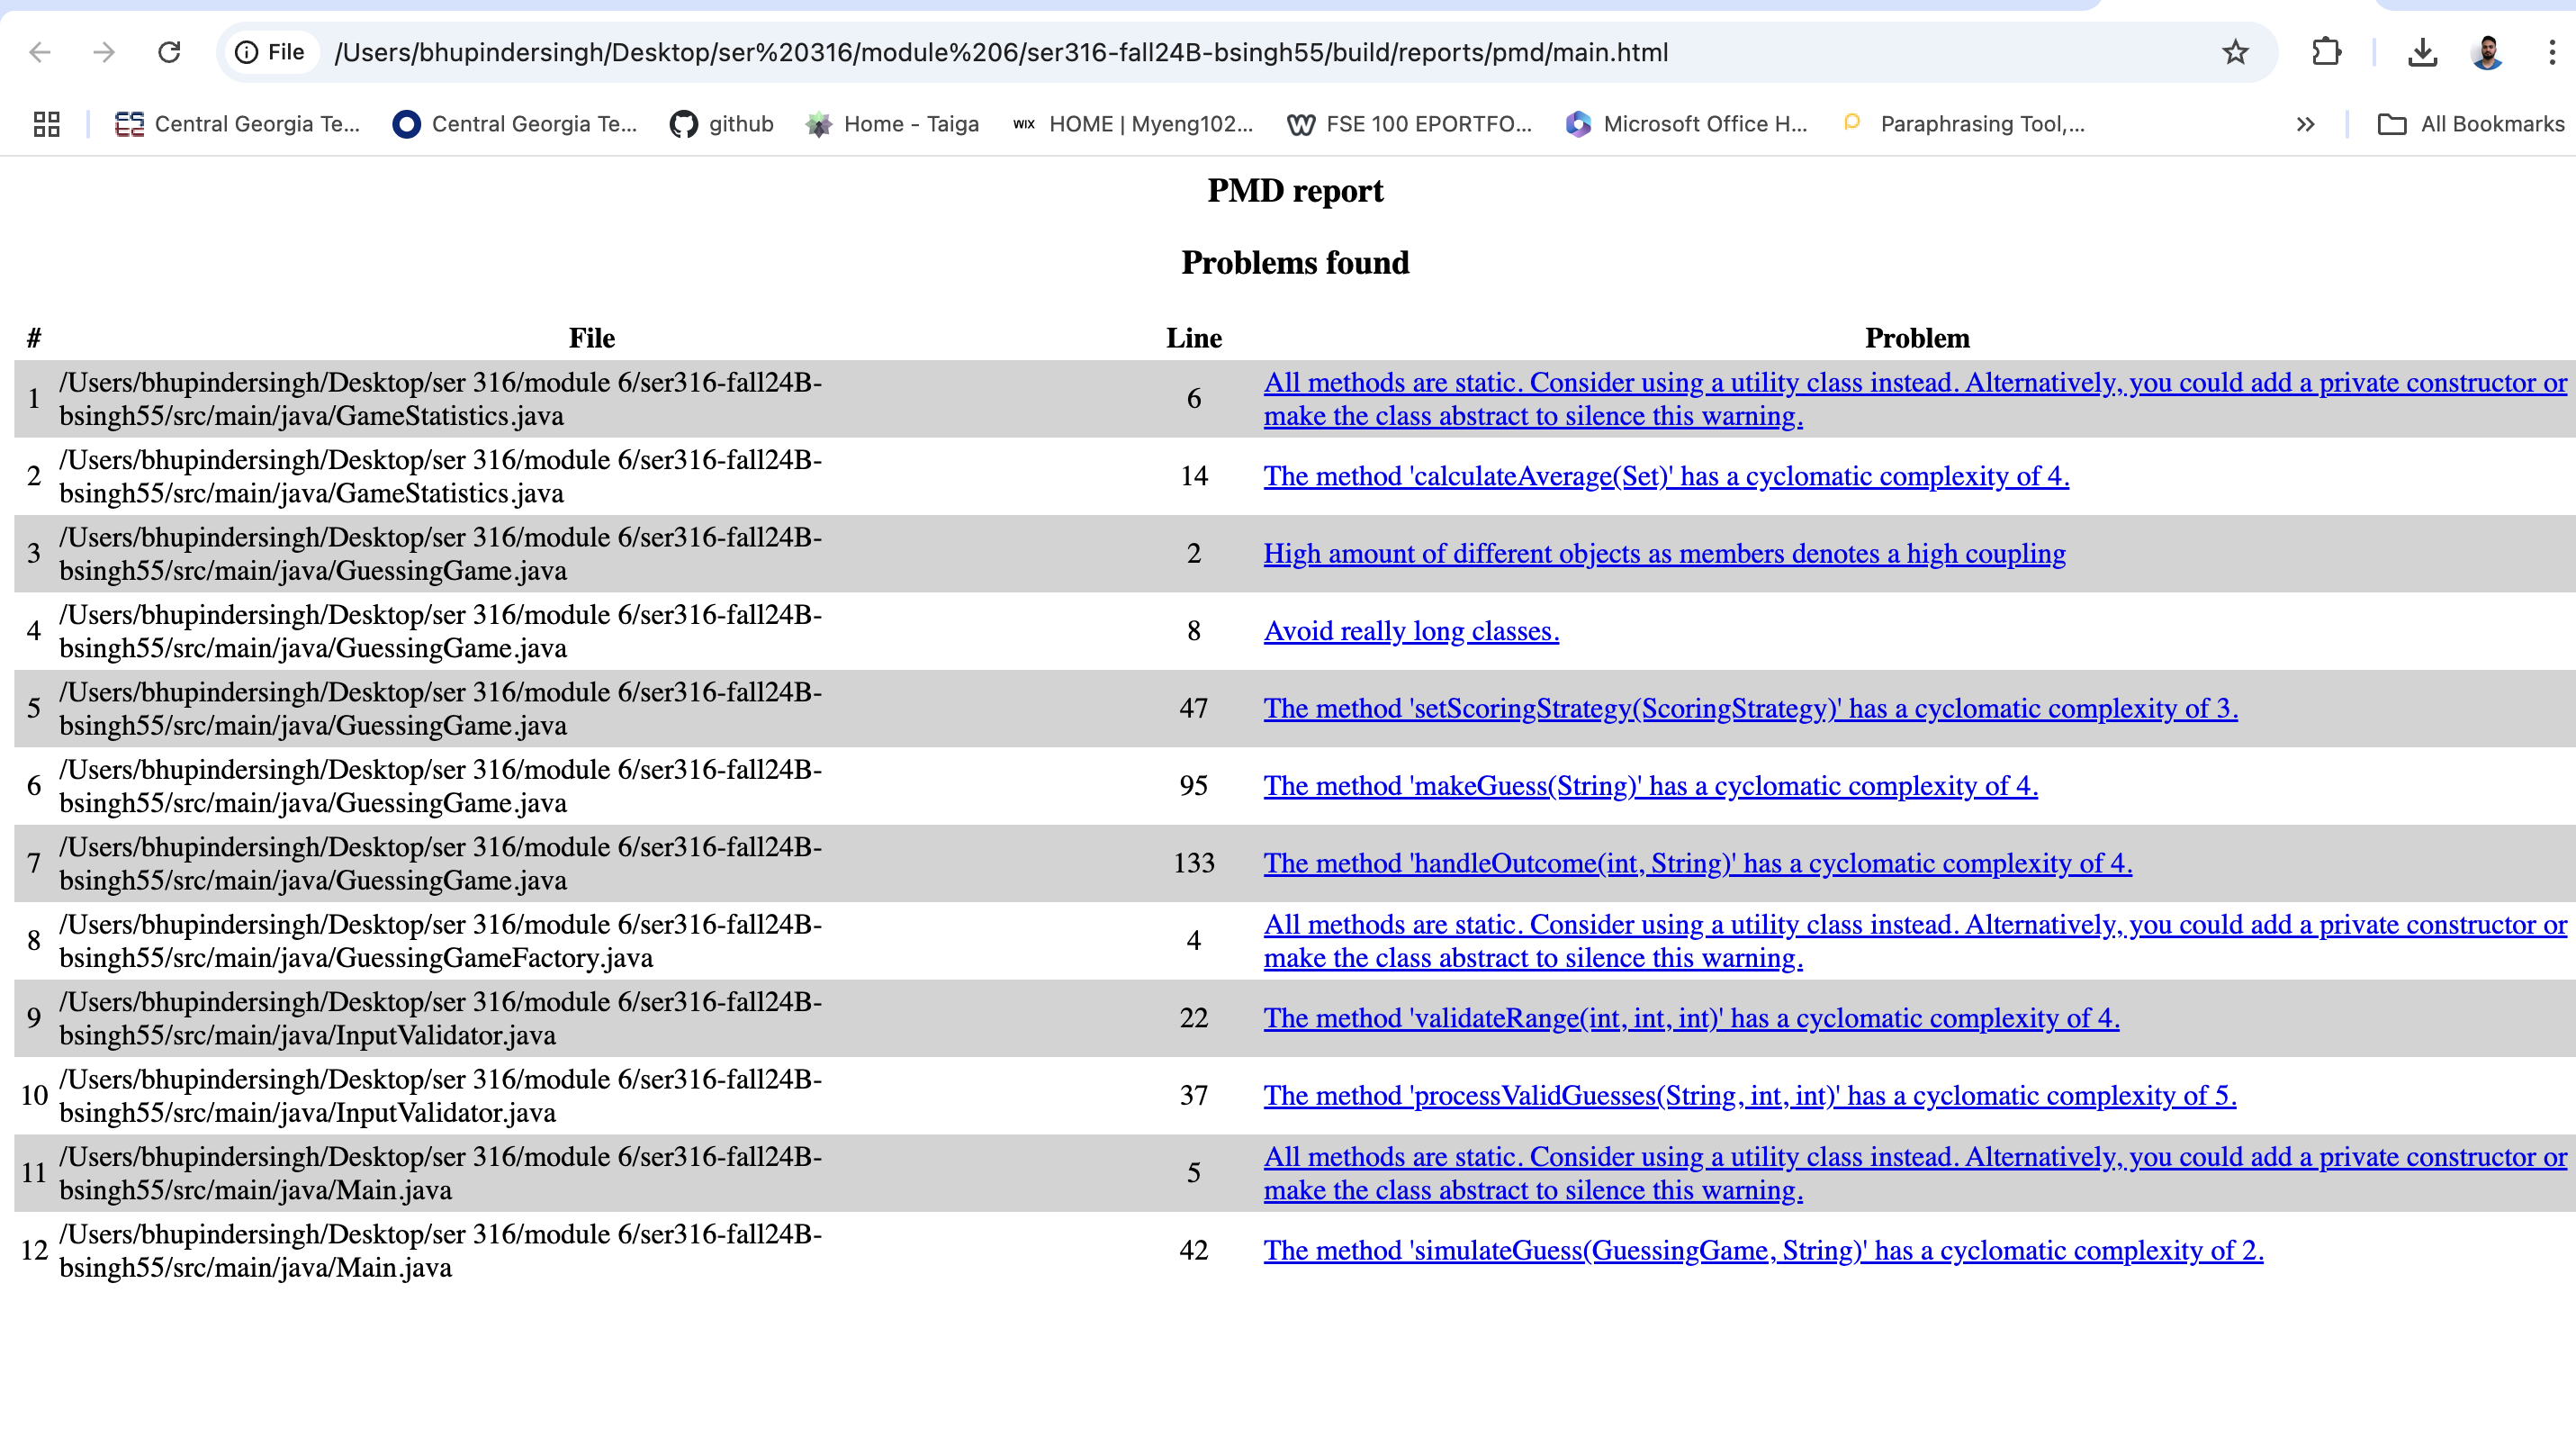 File /Users/bhupindersingh/Desktop/ser%20316/module%206/ser316-fall24B-bsingh55/build/reports/pmd/main.html
Central Georgia Te... Central Georgia Te... github Home - Taiga WIX HOME | Myeng102... FSE 100 EPORTFO... Microsoft Office H... Paraphrasing Tool,... All Bookmarks
PMD report
Problems found
# File Line Problem
1 /Users/bhupindersingh/Desktop/ser 316/module 6/ser316-fall24B-
bsingh55/src/main/java/GameStatistics.java 6 All methods are static. Consider using a utility class instead. Alternatively, you could add a private constructor or
make the class abstract to silence this warning.
2 /Users/bhupindersingh/Desktop/ser 316/module 6/ser316-fall24B-
bsingh55/src/main/java/GameStatistics.java 14 The method 'calculateAverage(Set)' has a cyclomatic complexity of 4.
3 /Users/bhupindersingh/Desktop/ser 316/module 6/ser316-fall24B-
bsingh55/src/main/java/GuessingGame.java 2 High amount of different objects as members denotes a high coupling
4 /Users/bhupindersingh/Desktop/ser 316/module 6/ser316-fall24B-
bsingh55/src/main/java/GuessingGame.java 8 Avoid really long classes.
5 /Users/bhupindersingh/Desktop/ser 316/module 6/ser316-fall24B-
bsingh55/src/main/java/GuessingGame.java 47 The method 'setScoringStrategy(ScoringStrategy)' has a cyclomatic complexity of 3.
6 /Users/bhupindersingh/Desktop/ser 316/module 6/ser316-fall24B-
bsingh55/src/main/java/GuessingGame.java 95 The method 'makeGuess(String)' has a cyclomatic complexity of 4.
7 /Users/bhupindersingh/Desktop/ser 316/module 6/ser316-fall24B-
bsingh55/src/main/java/GuessingGame.java 133 The method 'handleOutcome(int, String)' has a cyclomatic complexity of 4.
8 /Users/bhupindersingh/Desktop/ser 316/module 6/ser316-fall24B-
bsingh55/src/main/java/GuessingGameFactory.java 4 All methods are static. Consider using a utility class instead. Alternatively, you could add a private constructor or
make the class abstract to silence this warning.
9 /Users/bhupindersingh/Desktop/ser 316/module 6/ser316-fall24B-
bsingh55/src/main/java/InputValidator.java 22 The method 'validateRange(int, int, int)' has a cyclomatic complexity of 4.
10 /Users/bhupindersingh/Desktop/ser 316/module 6/ser316-fall24B-
bsingh55/src/main/java/InputValidator.java 37 The method 'processValidGuesses(String, int, int)' has a cyclomatic complexity of 5.
11 /Users/bhupindersingh/Desktop/ser 316/module 6/ser316-fall24B-
bsingh55/src/main/java/Main.java 5 All methods are static. Consider using a utility class instead. Alternatively, you could add a private constructor or
make the class abstract to silence this warning.
12 /Users/bhupindersingh/Desktop/ser 316/module 6/ser316-fall24B-
bsingh55/src/main/java/Main.java 42 The method 'simulateGuess(GuessingGame, String)' has a cyclomatic complexity of 2.